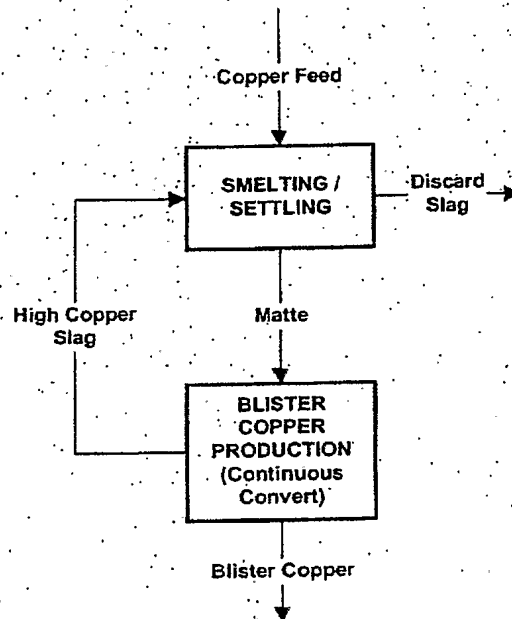 Copper Feed
SMELTING /
SETTLING
Discard
Slag
High Copper
Slag
Matte
BLISTER
COPPER
PRODUCTION
(Continuous
Convert)
Blister Copper